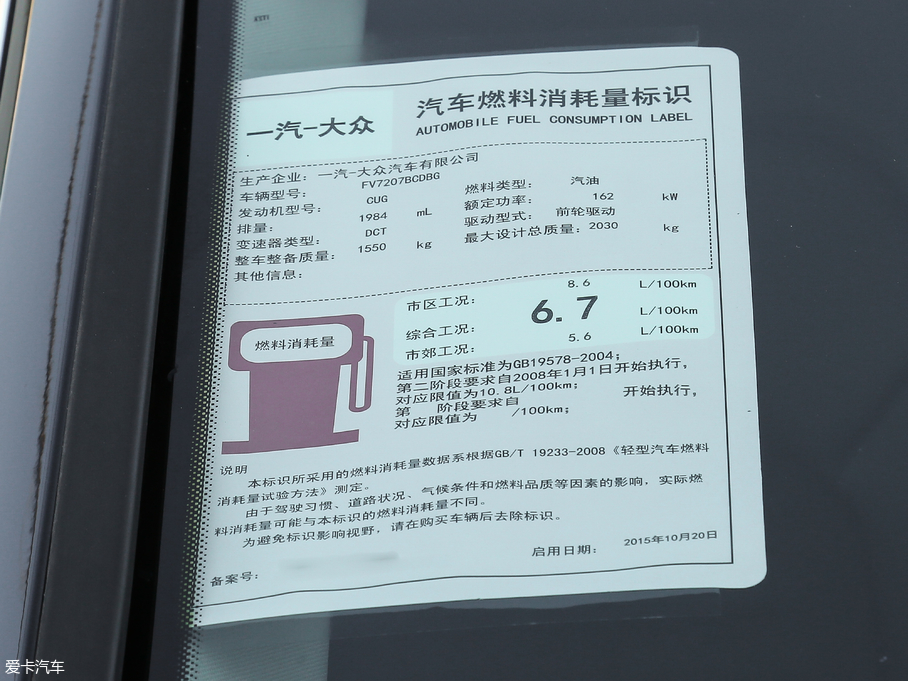 一汽-大众
汽车燃料消耗量标识
AUTOMOBILE FUEL CONSUMPTION LABEL
生产企业：一汽-大众汽车有限公司
车辆型号： FV7207BCDBG 燃料类型： 汽油
发动机型号： CUG 额定功率： 162 kW
排量： 1984 mL 驱动型式： 前轮驱动
变速器类型： DCT 最大设计总质量：2030 kg
整车整备质量： 1550 kg
其他信息：
市区工况： 8.6 L/100km
综合工况： 6.7 L/100km
市郊工况： 5.6 L/100km
燃料消耗量
适用国家标准为GB19578-2004；
第二阶段要求自2008年1月1日开始执行，
对应限值为10.8L/100km；
第 阶段要求自 开始执行，
对应限值为 /100km；
说明
本标识所采用的燃料消耗量数据系根据GB/T 19233-2008《轻型汽车燃料
消耗量试验方法》测定。
由于驾驶习惯、道路状况、气候条件和燃料品质等因素的影响，实际燃
料消耗量可能与本标识的燃料消耗量不同。
为避免标识影响视野，请在购买车辆后去除标识。
启用日期： 2015年10月20日
备案号：
爱卡汽车